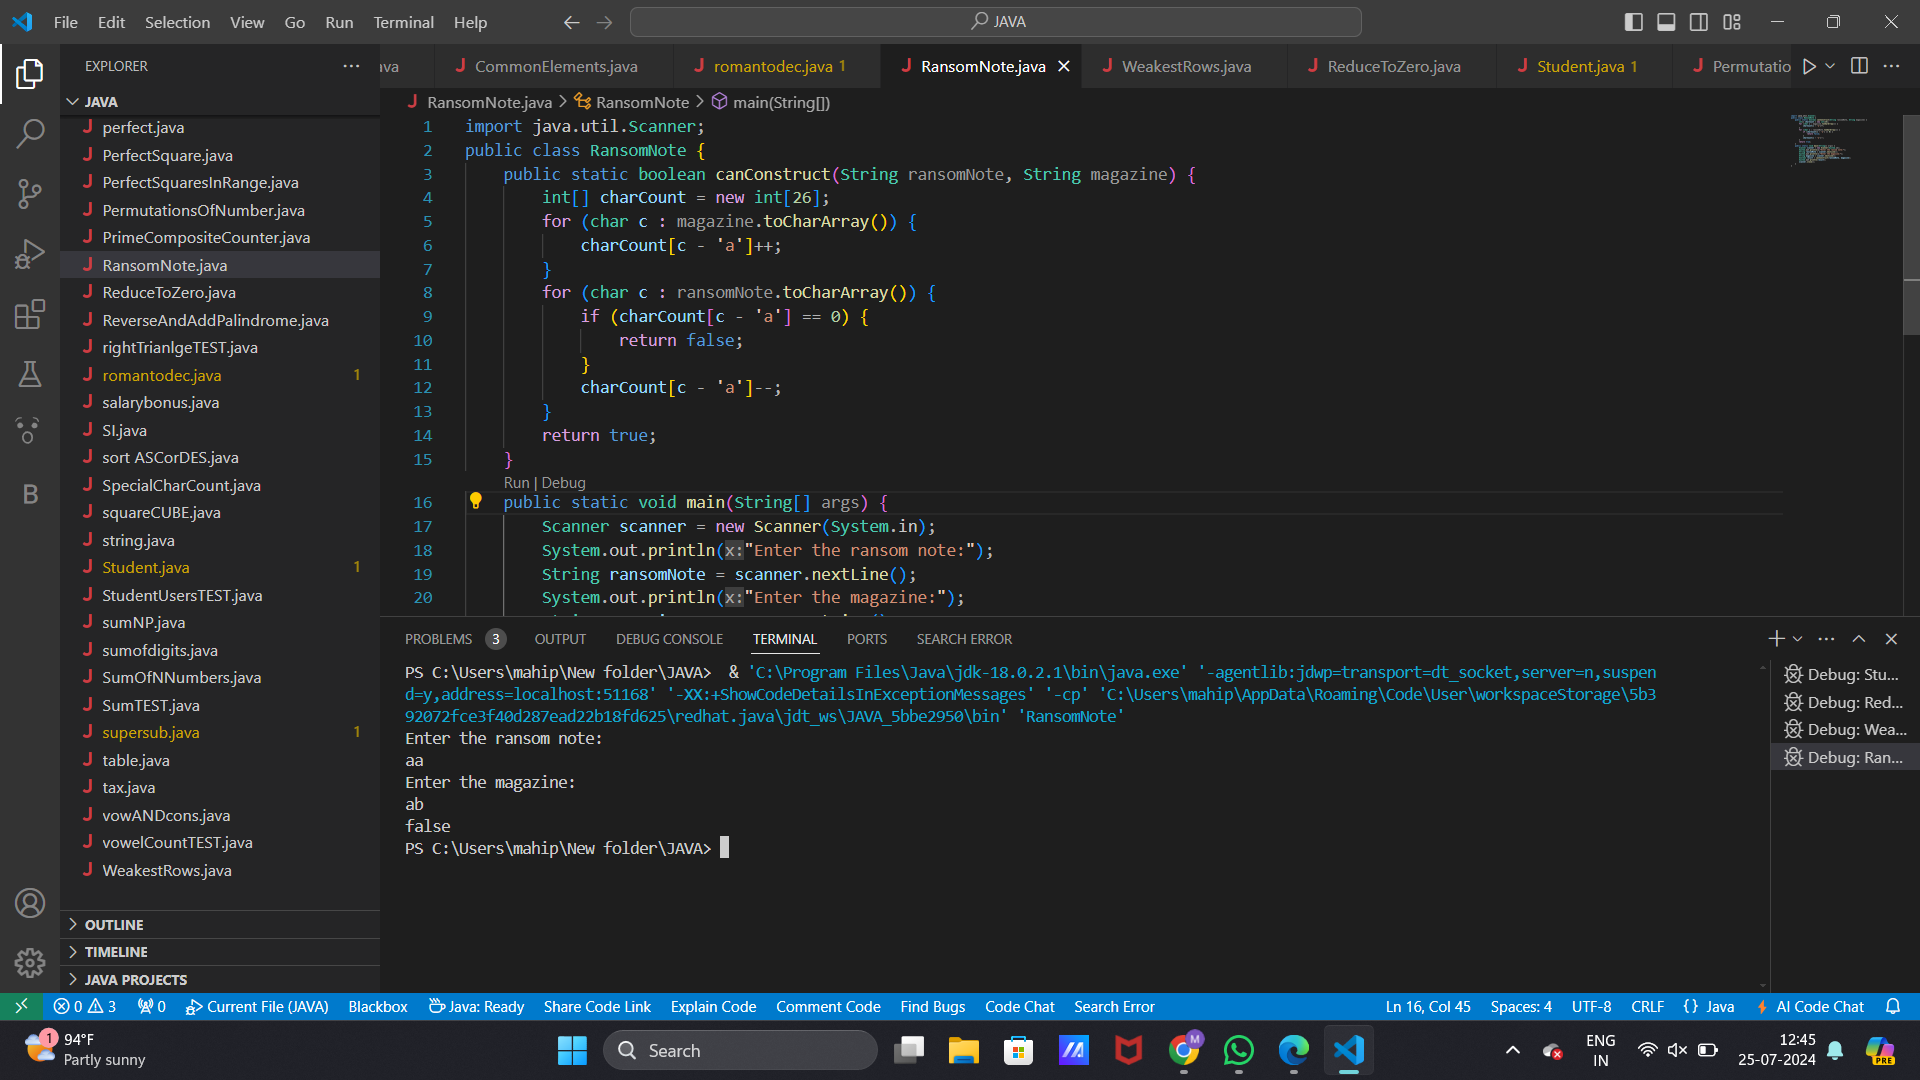 File Edit Selection View Go Run Terminal Help
JAVA
EXPLORER
JAVA
perfect.java
PerfectSquare.java
PerfectSquaresInRange.java
PermutationsOfNumber.java
PrimeCompositeCounter.java
RansomNote.java
ReduceToZero.java
ReverseAndAddPalindrome.java
rightTrianlgeTEST.java
romantodec.java 1
salarybonus.java
SI.java
sort ASCorDES.java
SpecialCharCount.java
squareCUBE.java
string.java
Student.java 1
StudentUsersTEST.java
sumNP.java
sumofdigits.java
SumOfNNumbers.java
SumTEST.java
supersub.java 1
table.java
tax.java
vowANDcons.java
vowelCountTEST.java
WeakestRows.java
OUTLINE
TIMELINE
JAVA PROJECTS
ava CommonElements.java romantodec.java 1 RansomNote.java WeakestRows.java ReduceToZero.java Student.java 1 Permutatio
RansomNote.java > RansomNote > main(String[])
1 import java.util.Scanner;
2 public class RansomNote {
3 public static boolean canConstruct(String ransomNote, String magazine) {
4 int[] charCount = new int[26];
5 for (char c : magazine.toCharArray()) {
6 charCount[c - 'a']++;
7 }
8 for (char c : ransomNote.toCharArray()) {
9 if (charCount[c - 'a'] == 0) {
10 return false;
11 }
12 charCount[c - 'a']--;
13 }
14 return true;
15 }
Run | Debug
16 public static void main(String[] args) {
17 Scanner scanner = new Scanner(System.in);
18 System.out.println(x:"Enter the ransom note:");
19 String ransomNote = scanner.nextLine();
20 System.out.println(x:"Enter the magazine:");
PROBLEMS 3 OUTPUT DEBUG CONSOLE TERMINAL PORTS SEARCH ERROR
PS C:\Users\mahip\New folder\JAVA> & 'C:\Program Files\Java\jdk-18.0.2.1\bin\java.exe' '-agentlib:jdwp=transport=dt_socket,server=n,suspen
d=y,address=localhost:51168' '-XX:+ShowCodeDetailsInExceptionMessages' '-cp' 'C:\Users\mahip\AppData\Roaming\Code\User\workspaceStorage\5b3
92072fce3f40d287ead22b18fd625\redhat.java\jdt_ws\JAVA_5bbe2950\bin' 'RansomNote'
Enter the ransom note:
aa
Enter the magazine:
ab
false
PS C:\Users\mahip\New folder\JAVA>
Debug: Stu...
Debug: Red...
Debug: Wea...
Debug: Ran...
0 3 0 Current File (JAVA) Blackbox Java: Ready Share Code Link Explain Code Comment Code Find Bugs Code Chat Search Error Ln 16, Col 45 Spaces: 4 UTF-8 CRLF {} Java AI Code Chat
1 94°F
Partly sunny
Search
M
ENG
IN
12:45
25-07-2024
PRE